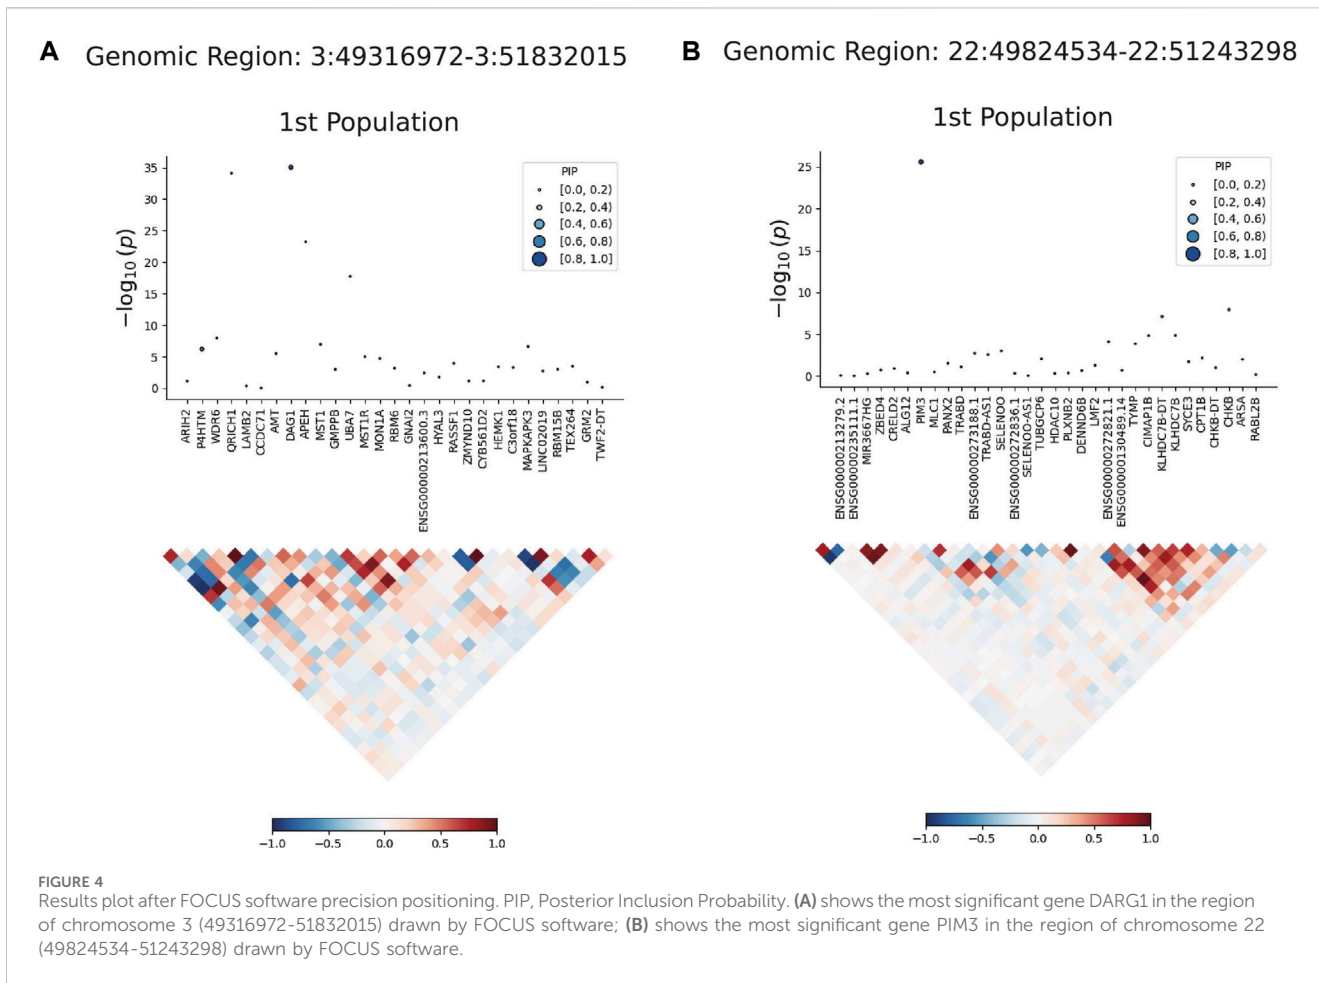 A Genomic Region: 3:49316972-3:51832015
1st Population
−log10 (p)
35
30
25
20
15
10
5
0
PIP
[0.0, 0.2)
[0.2, 0.4)
[0.4, 0.6)
[0.6, 0.8)
[0.8, 1.0]
ARIH2
P4HTM
WDR6
QRICH1
LAMB2
CCDC71
AMT
DAG1
APEH
MST1
GMPPB
UBA7
MST1R
MON1A
RBM6
GNAI2
ENSG00000213600.3
HYAL3
RASSF1
ZMYND10
CYB561D2
HEMK1
C3orf18
MAPKAPK3
LINC02019
RBM15B
TEX264
GRM2
TWF2-DT
−1.0 −0.5 0.0 0.5 1.0
B Genomic Region: 22:49824534-22:51243298
1st Population
−log10 (p)
25
20
15
10
5
0
PIP
[0.0, 0.2)
[0.2, 0.4)
[0.4, 0.6)
[0.6, 0.8)
[0.8, 1.0]
ENSG00000213279.2
ENSG00000235111.1
MIR3667HG
ZBED4
CRELD2
ALG12
PIM3
MLC1
PANX2
TRABD
ENSG00000273188.1
TRABD-AS1
SELENOO
ENSG00000272836.1
SELENOO-AS1
TUBGCP6
HDAC10
PLXNB2
DENND6B
LMF2
ENSG00000272821.1
ENSG00000130489.14
TYMP
CIMAP1B
KLHDC7B-DT
KLHDC7B
SYCE3
CPT1B
CHKB-DT
CHKB
ARSA
RABL2B
−1.0 −0.5 0.0 0.5 1.0
FIGURE 4
Results plot after FOCUS software precision positioning. PIP, Posterior Inclusion Probability. (A) shows the most significant gene DARG1 in the region
of chromosome 3 (49316972-51832015) drawn by FOCUS software; (B) shows the most significant gene PIM3 in the region of chromosome 22
(49824534-51243298) drawn by FOCUS software.